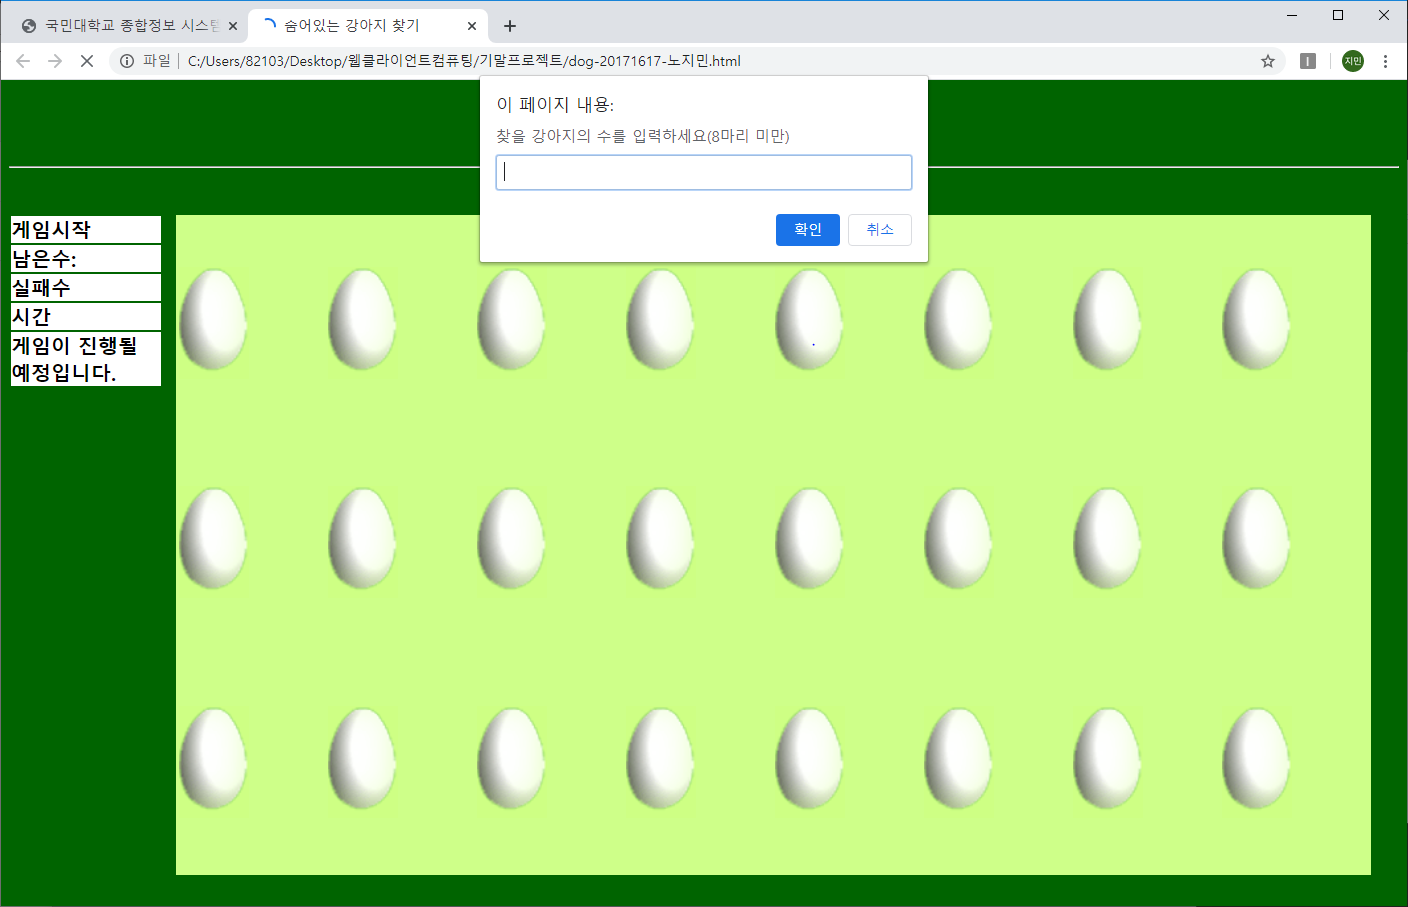 국민대학교 종합정보 시스템
숨어있는 강아지 찾기
파일
C:/Users/82103/Desktop/웹클라이언트컴퓨팅/기말프로젝트/dog-20171617-노지민.html
지민
이 페이지 내용:
찾을 강아지의 수를 입력하세요(8마리 미만)
확인
취소
게임시작
남은수:
실패수
시간
게임이 진행될
예정입니다.